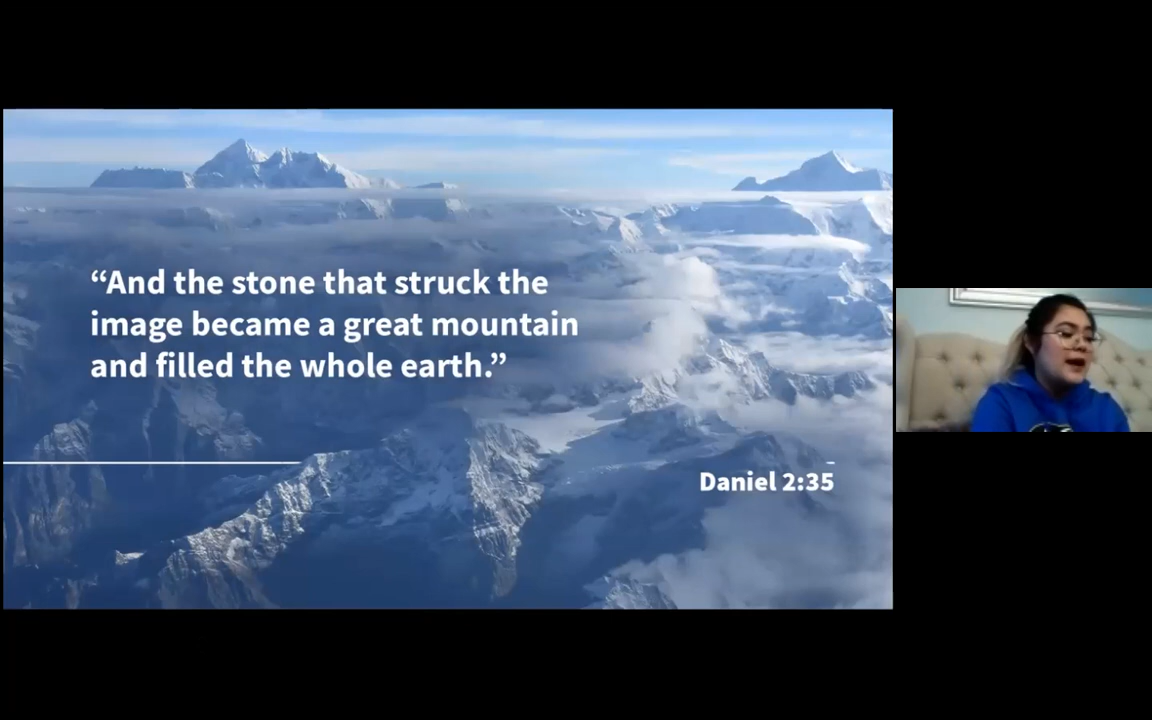 “And the stone that struck the
image became a great mountain
and filled the whole earth.”
Daniel 2:35